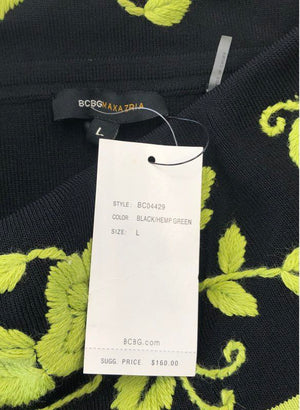 BCBGMAXAZRIA
L
STYLE: BC04429
COLOR: BLACK/HEMP GREEN
SIZE: L
BCBG.com
SUGG. PRICE $160.00